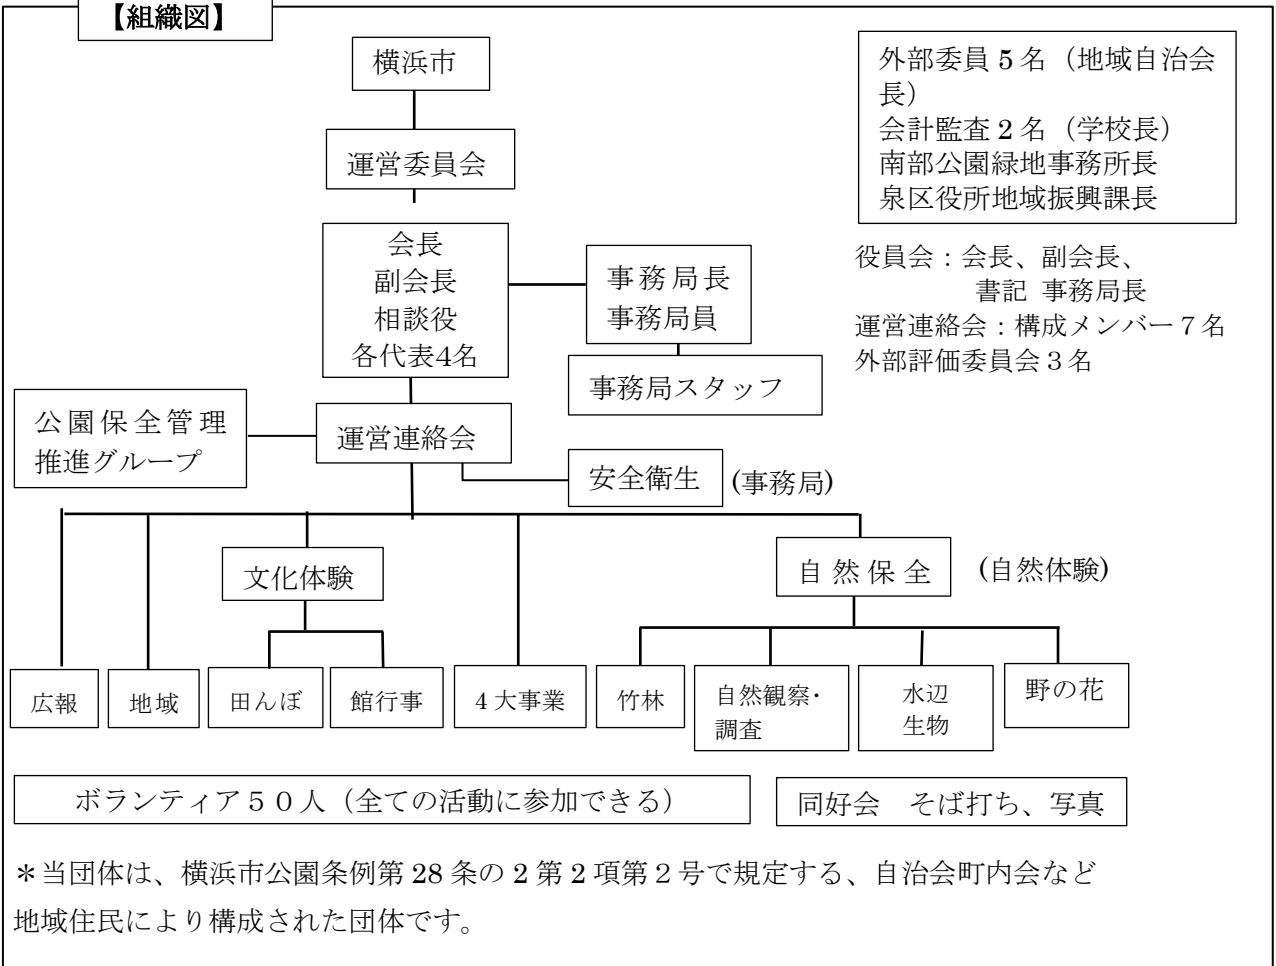 【組織図】
横浜市
運営委員会
会長
副会長
相談役
各代表4名
事務局長
事務局員
事務局スタッフ
外部委員 5 名（地域自治会
長）
会計監査 2 名（学校長）
南部公園緑地事務所長
泉区役所地域振興課長
役員会：会長、副会長、
書記 事務局長
運営連絡会：構成メンバー７名
外部評価委員会３名
公園保全管理
推進グループ
運営連絡会
安全衛生
(事務局)
文化体験
自然保全
(自然体験)
広報
地域
田んぼ
館行事
4 大事業
竹林
自然観察・
調査
水辺
生物
野の花
ボランティア５０人（全ての活動に参加できる）
同好会　そば打ち、写真
＊当団体は、横浜市公園条例第 28 条の 2 第 2 項第２号で規定する、自治会町内会など
地域住民により構成された団体です。